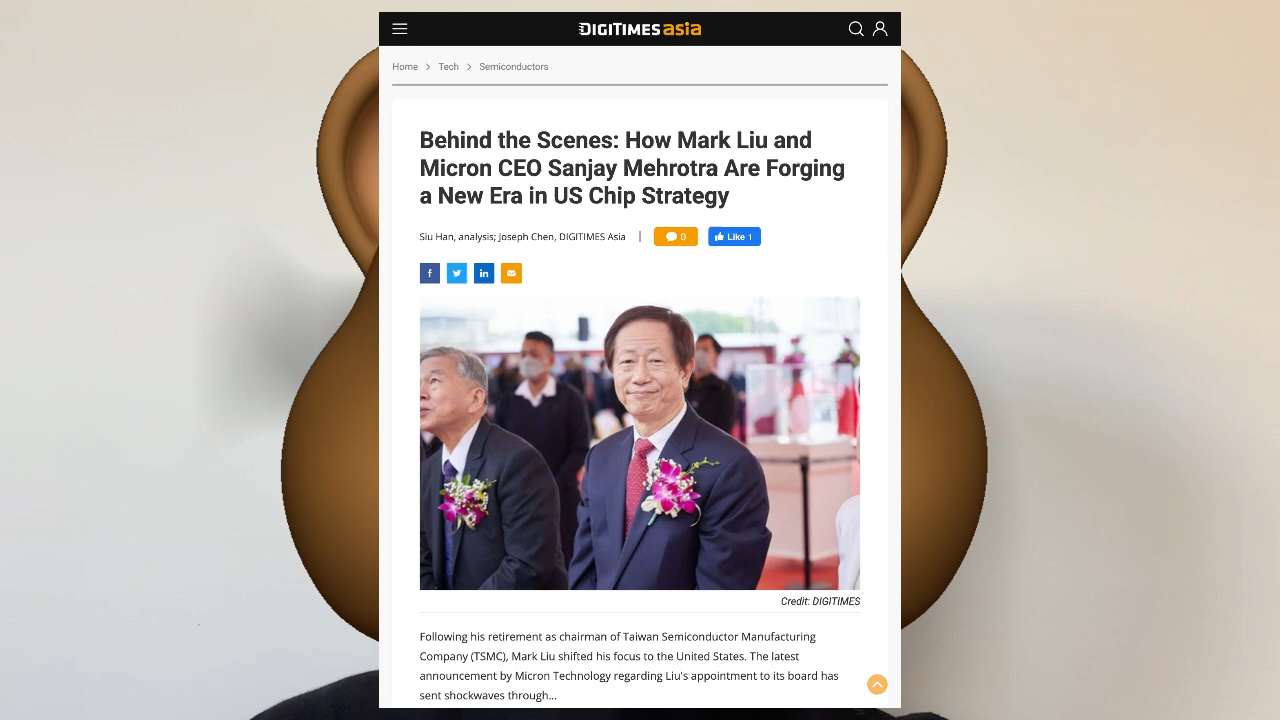 DIGITIMES asia
Home > Tech > Semiconductors
Behind the Scenes: How Mark Liu and
Micron CEO Sanjay Mehrotra Are Forging
a New Era in US Chip Strategy
Siu Han, analysis; Joseph Chen, DIGITIMES Asia | 0 Like 1
Credit: DIGITIMES
Following his retirement as chairman of Taiwan Semiconductor Manufacturing
Company (TSMC), Mark Liu shifted his focus to the United States. The latest
announcement by Micron Technology regarding Liu's appointment to its board has
sent shockwaves through...